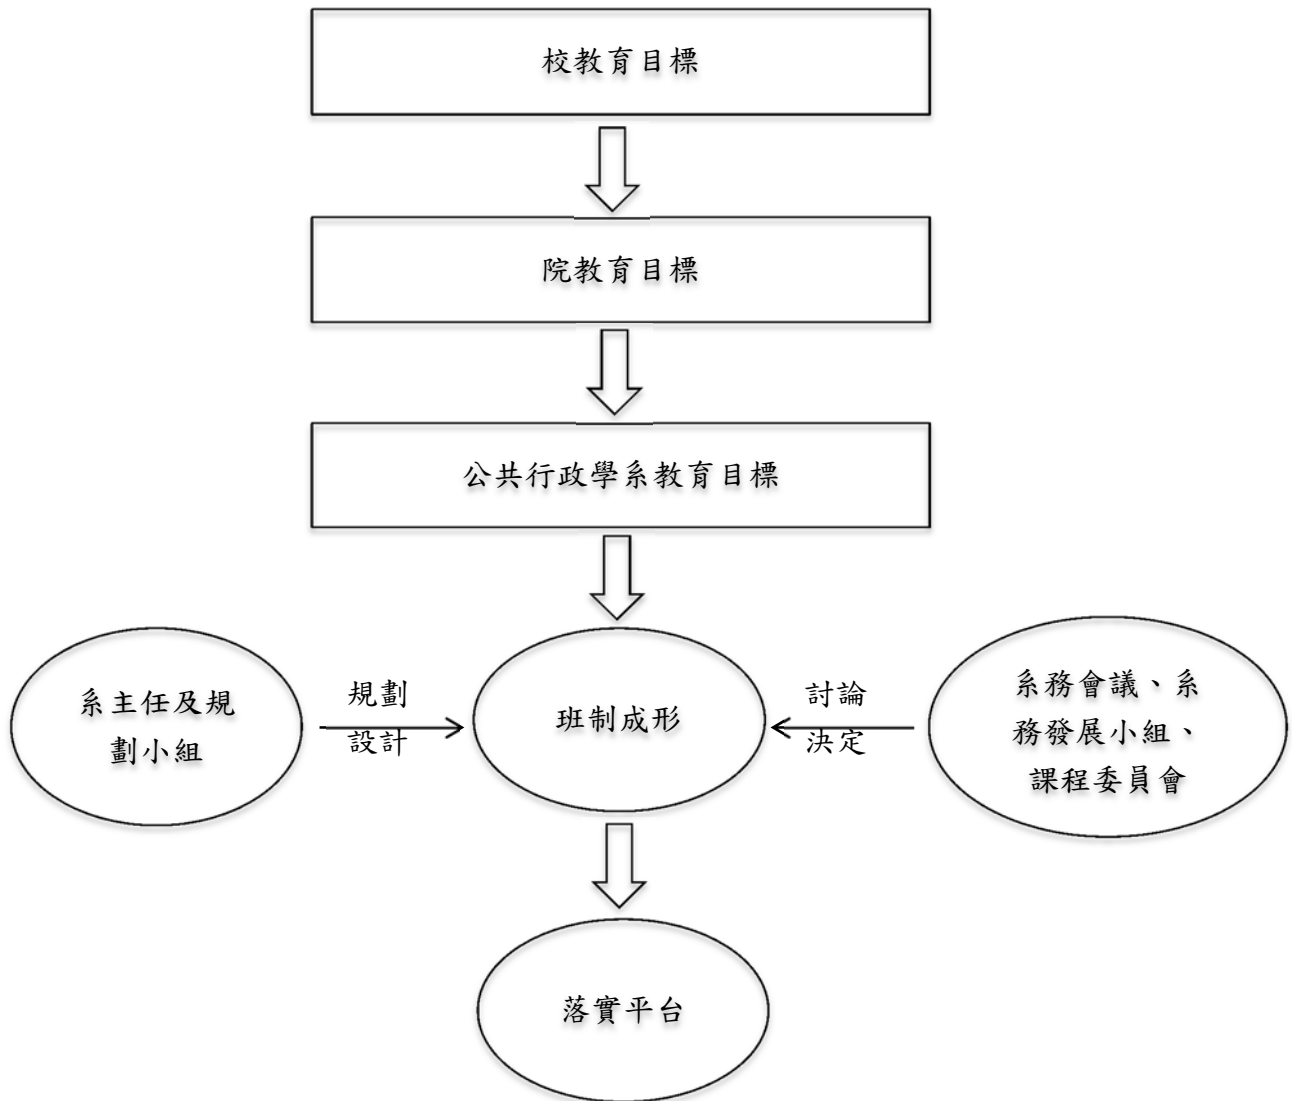 校教育目標
院教育目標
公共行政學系教育目標
系主任及規
劃小組
規劃
設計
班制成形
討論
決定
系務會議、系
務發展小組、
課程委員會
落實平台